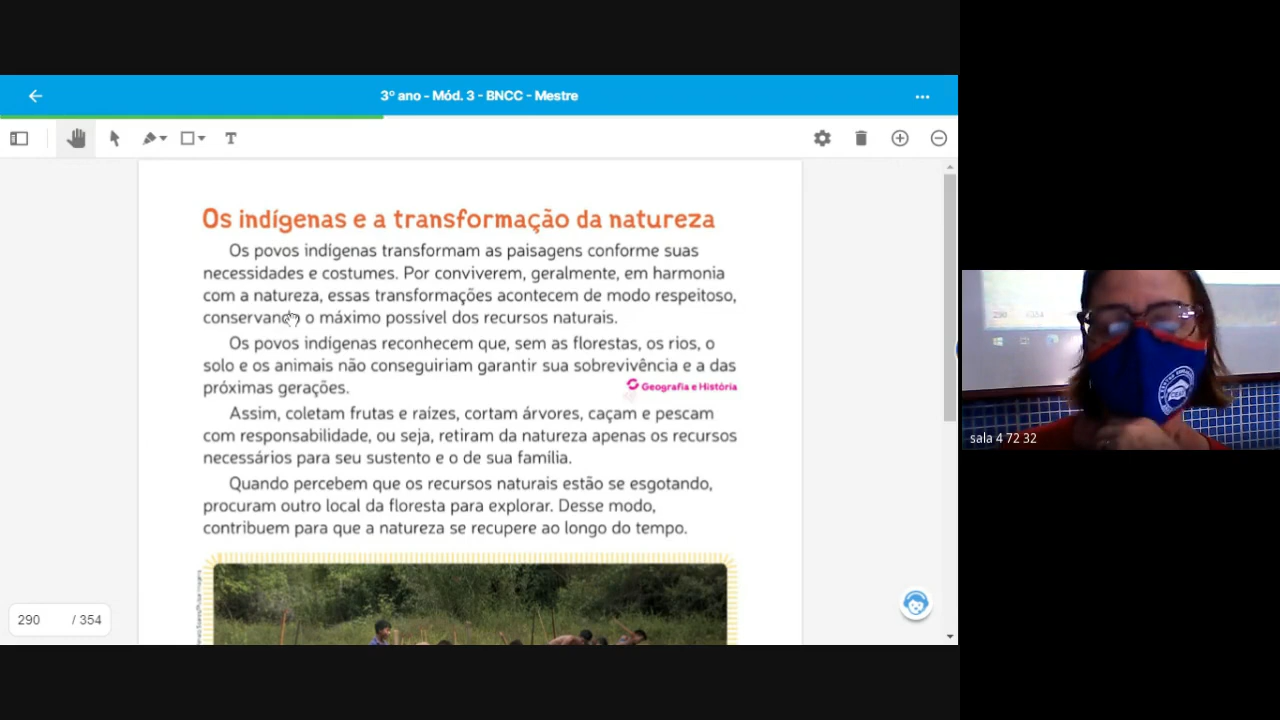 3º ano - Mód. 3 - BNCC - Mestre
T
Os indígenas e a transformação da natureza
Os povos indígenas transformam as paisagens conforme suas
necessidades e costumes. Por conviverem, geralmente, em harmonia
com a natureza, essas transformações acontecem de modo respeitoso,
conservando o máximo possível dos recursos naturais.
Os povos indígenas reconhecem que, sem as florestas, os rios, o
solo e os animais não conseguiriam garantir sua sobrevivência e a das
próximas gerações.
Geografia e História
Assim, coletam frutas e raízes, cortam árvores, caçam e pescam
com responsabilidade, ou seja, retiram da natureza apenas os recursos
necessários para seu sustento e o de sua família.
Quando percebem que os recursos naturais estão se esgotando,
procuram outro local da floresta para explorar. Desse modo,
contribuem para que a natureza se recupere ao longo do tempo.
290 / 354
sala 4 72 32